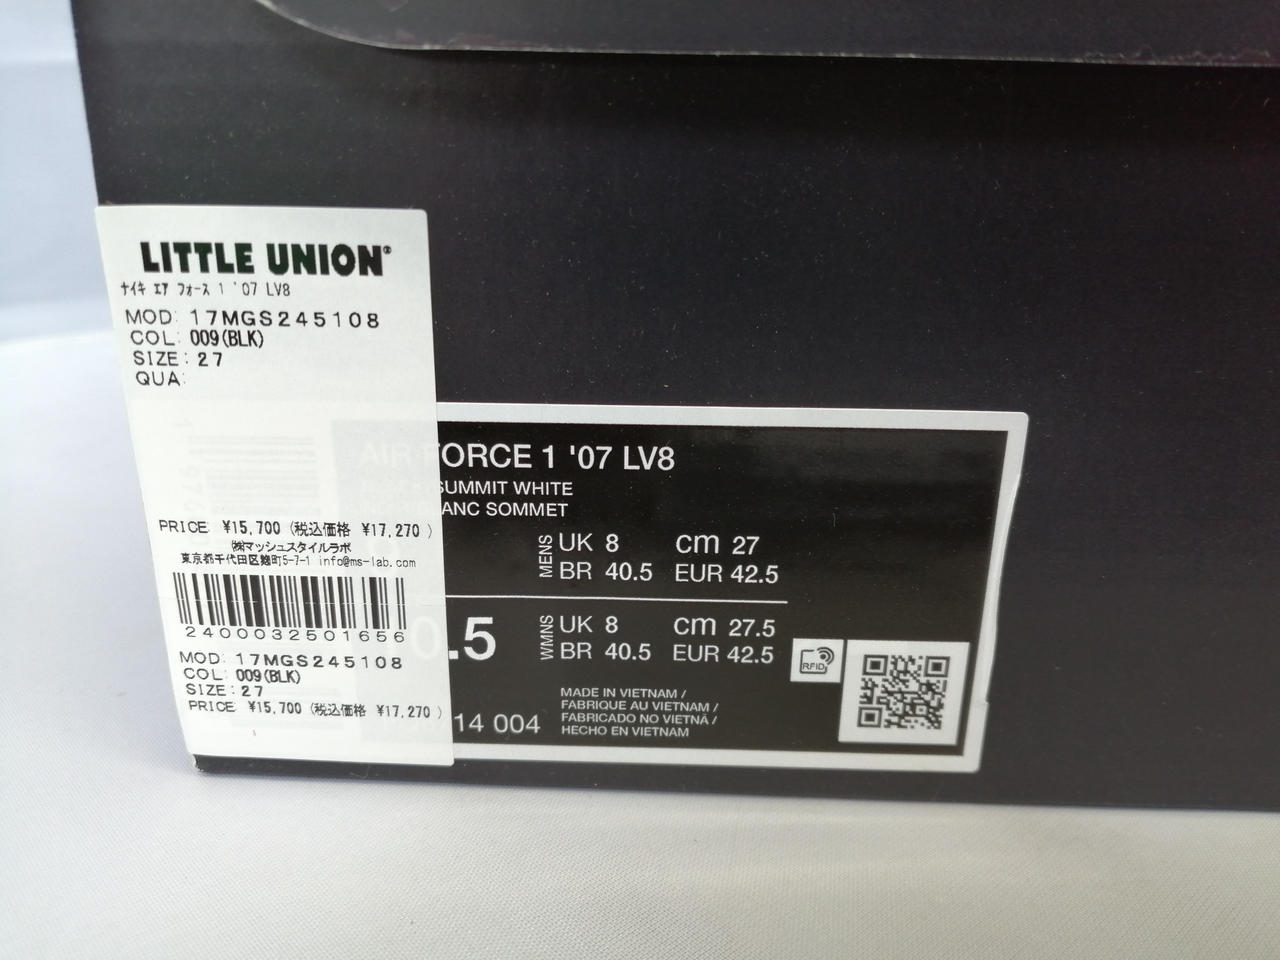 LITTLE UNION®
ナイキ エア フォース 1 '07 LV8
MOD: 17MGS245108
COL: 009(BLK)
SIZE: 27
QUA:
PRICE: ¥15,700 (税込価格 ¥17,270 )
㈱マッシュスタイルラボ
東京都千代田区麹町5-7-1 info@ms-lab.com
2400032501656
MOD: 17MGS245108
COL: 009(BLK)
SIZE: 27
PRICE: ¥15,700 (税込価格 ¥17,270 )
AIR FORCE 1 '07 LV8
SUMMIT WHITE
ANC SOMMET
MENS
UK 8 cm 27
BR 40.5 EUR 42.5
0.5
WMNS
UK 8 cm 27.5
BR 40.5 EUR 42.5
RFID
MADE IN VIETNAM /
FABRIQUE AU VIETNAM /
FABRICADO NO VIETNÃ /
HECHO EN VIETNAM
14 004